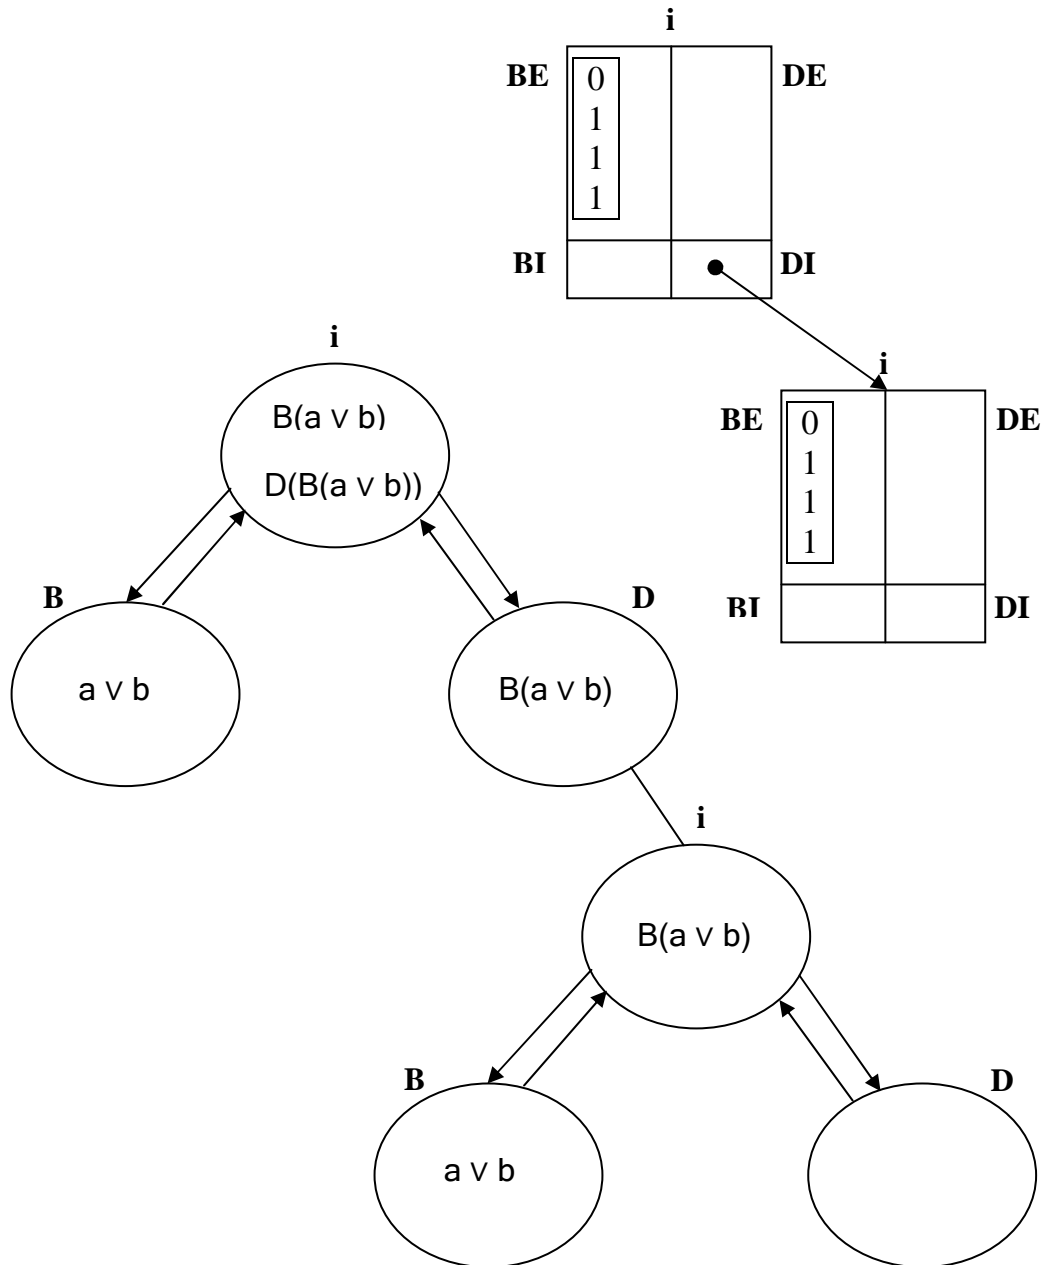 i
BE
0
DE
1
1
1
BI
DI
i
i
BE
0
DE
1
1
1
BI
DI
B(a ∨ b)
D(B(a ∨ b))
B
D
a ∨ b
B(a ∨ b)
i
B(a ∨ b)
B
D
a ∨ b